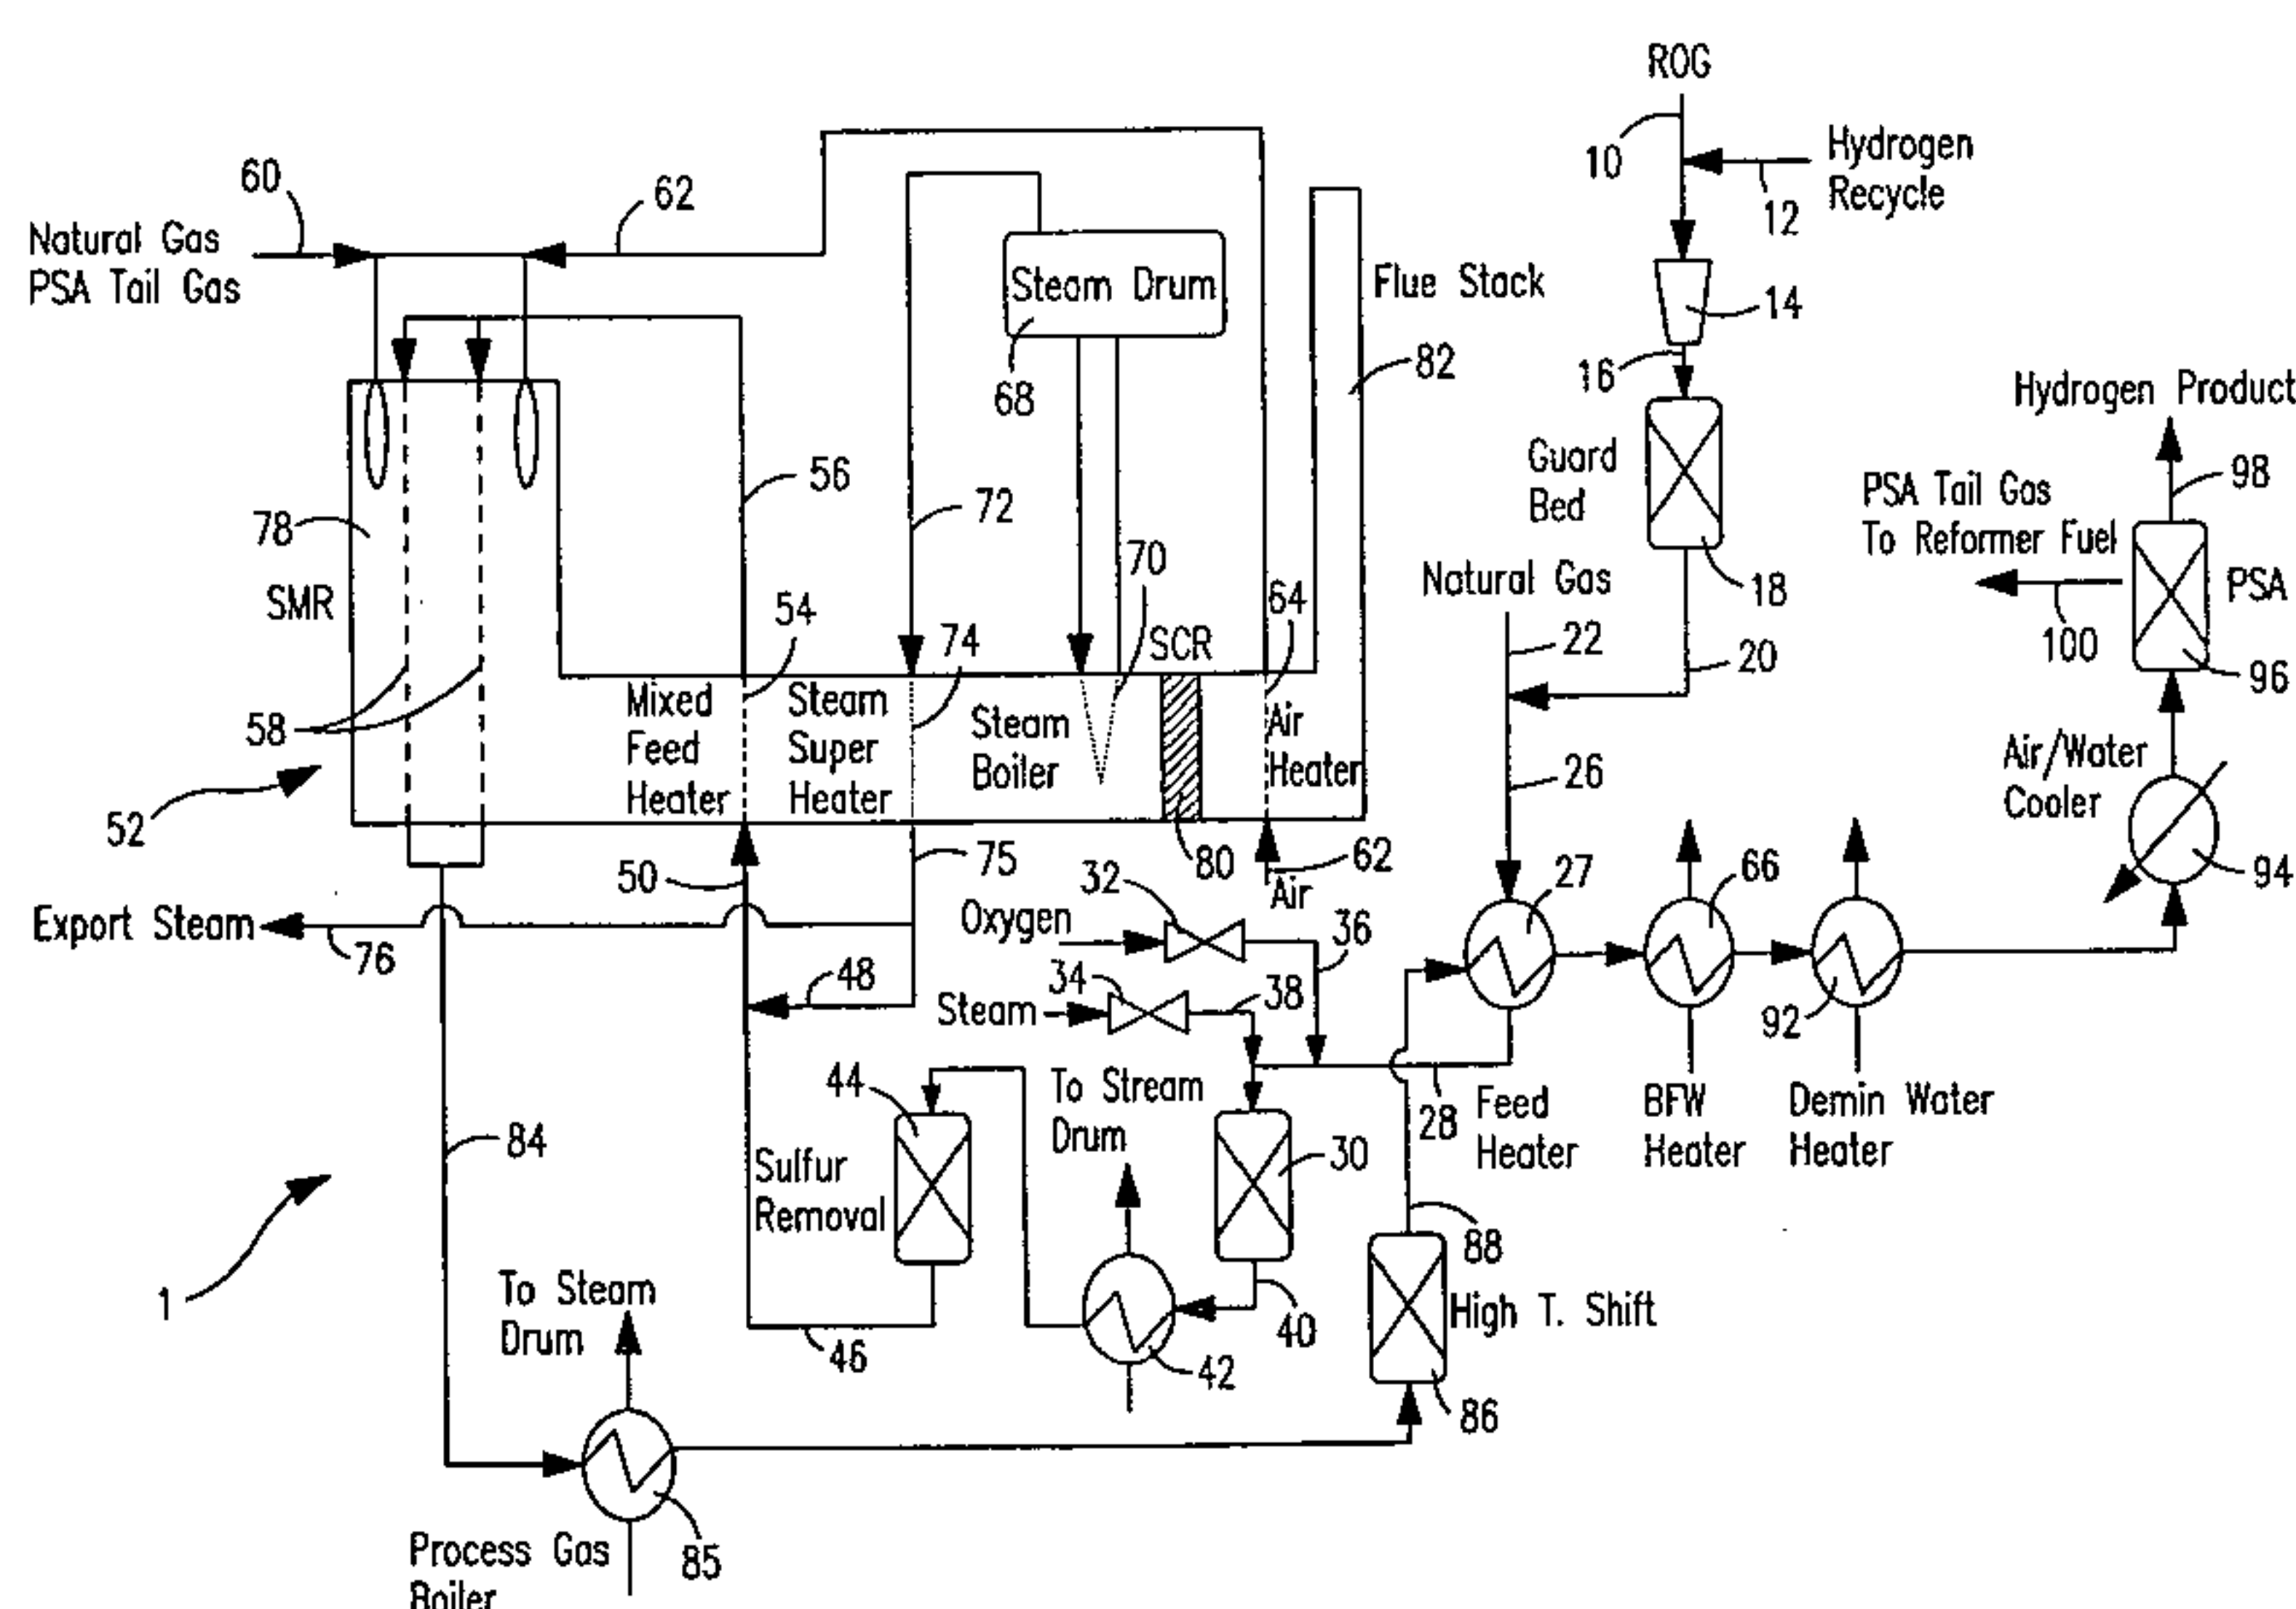 ROG
10
Hydrogen
Recycle
12
60
62
Natural Gas
PSA Tail Gas
Steam Drum
68
Flue Stack
82
14
16
Hydrogen Product
98
Guard
Bed
18
PSA Tail Gas
To Reformer Fuel
100
PSA
96
78
SMR
56
72
70
64
54
74
SCR
Natural Gas
22
20
58
52
Mixed
Feed
Heater
Steam
Super
Heater
Steam
Boiler
Air
Heater
26
Air/Water
Cooler
94
50
75
80
62
Air
32
Oxygen
36
27
66
Export Steam
76
48
34
Steam
38
92
44
To Stream
Drum
28
Feed
Heater
BFW
Heater
Demin Water
Heater
84
Sulfur
Removal
30
88
1
To Steam
Drum
46
42
40
High T. Shift
86
85
Process Gas
Boiler